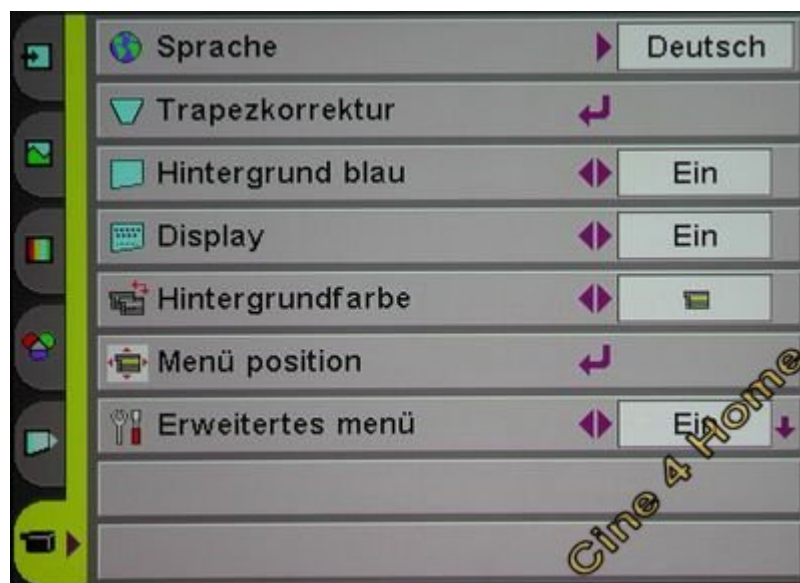 Sprache Deutsch
Trapezkorrektur
Hintergrund blau Ein
Display Ein
Hintergrundfarbe
Menü position
Erweitertes menü Ein
Cine 4 Home